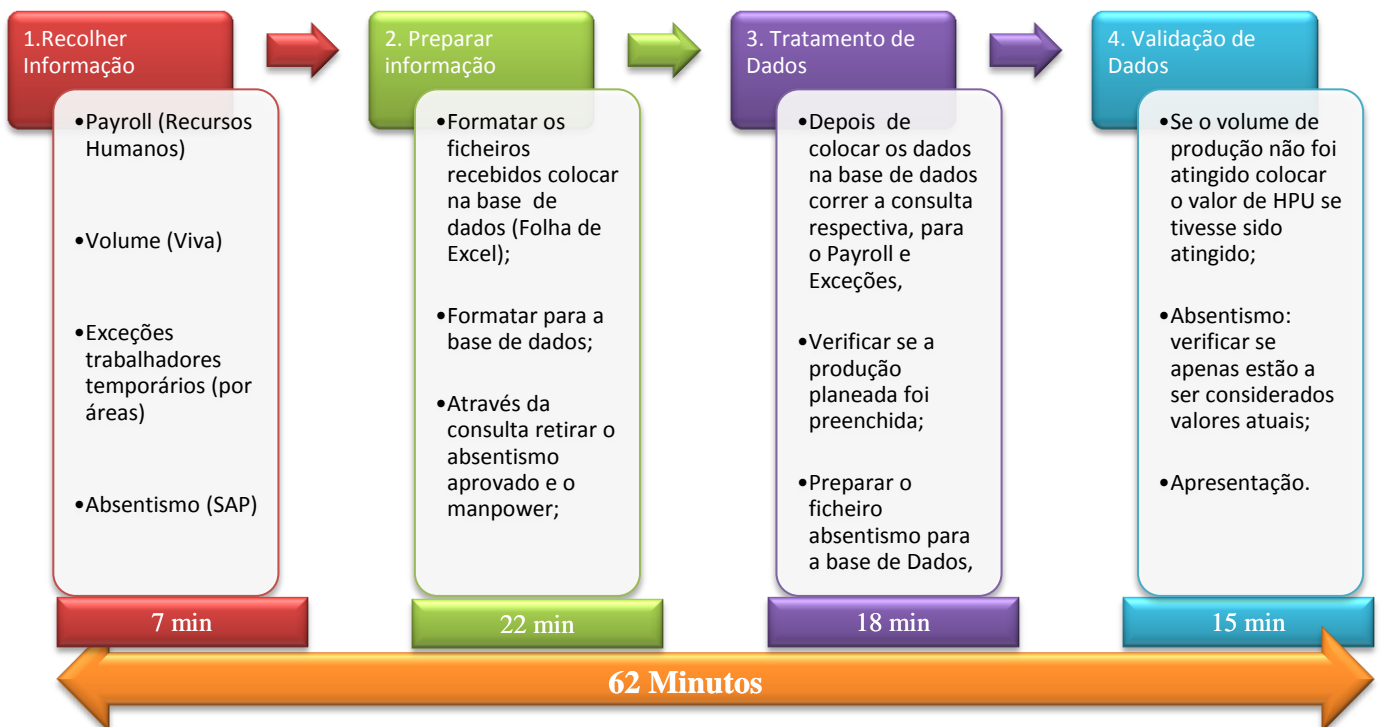 1.Recolher
Informação
•Payroll (Recursos
Humanos)
•Volume (Viva)
•Exceções
trabalhadores
temporários (por
áreas)
•Absentismo (SAP)
7 min
2. Preparar
informação
•Formatar os
ficheiros
recebidos colocar
na base de
dados (Folha de
Excel);
•Formatar para a
base de dados;
•Através da
consulta retirar o
absentismo
aprovado e o
manpower;
22 min
3. Tratamento de
Dados
•Depois de
colocar os dados
na base de dados
correr a consulta
respectiva, para
o Payroll e
Exceções,
•Verificar se a
produção
planeada foi
preenchida;
•Preparar o
ficheiro
absentismo para
a base de Dados,
18 min
4. Validação de
Dados
•Se o volume de
produção não foi
atingido colocar
o valor de HPU se
tivesse sido
atingido;
•Absentismo:
verificar se
apenas estão a
ser considerados
valores atuais;
•Apresentação.
15 min
62 Minutos